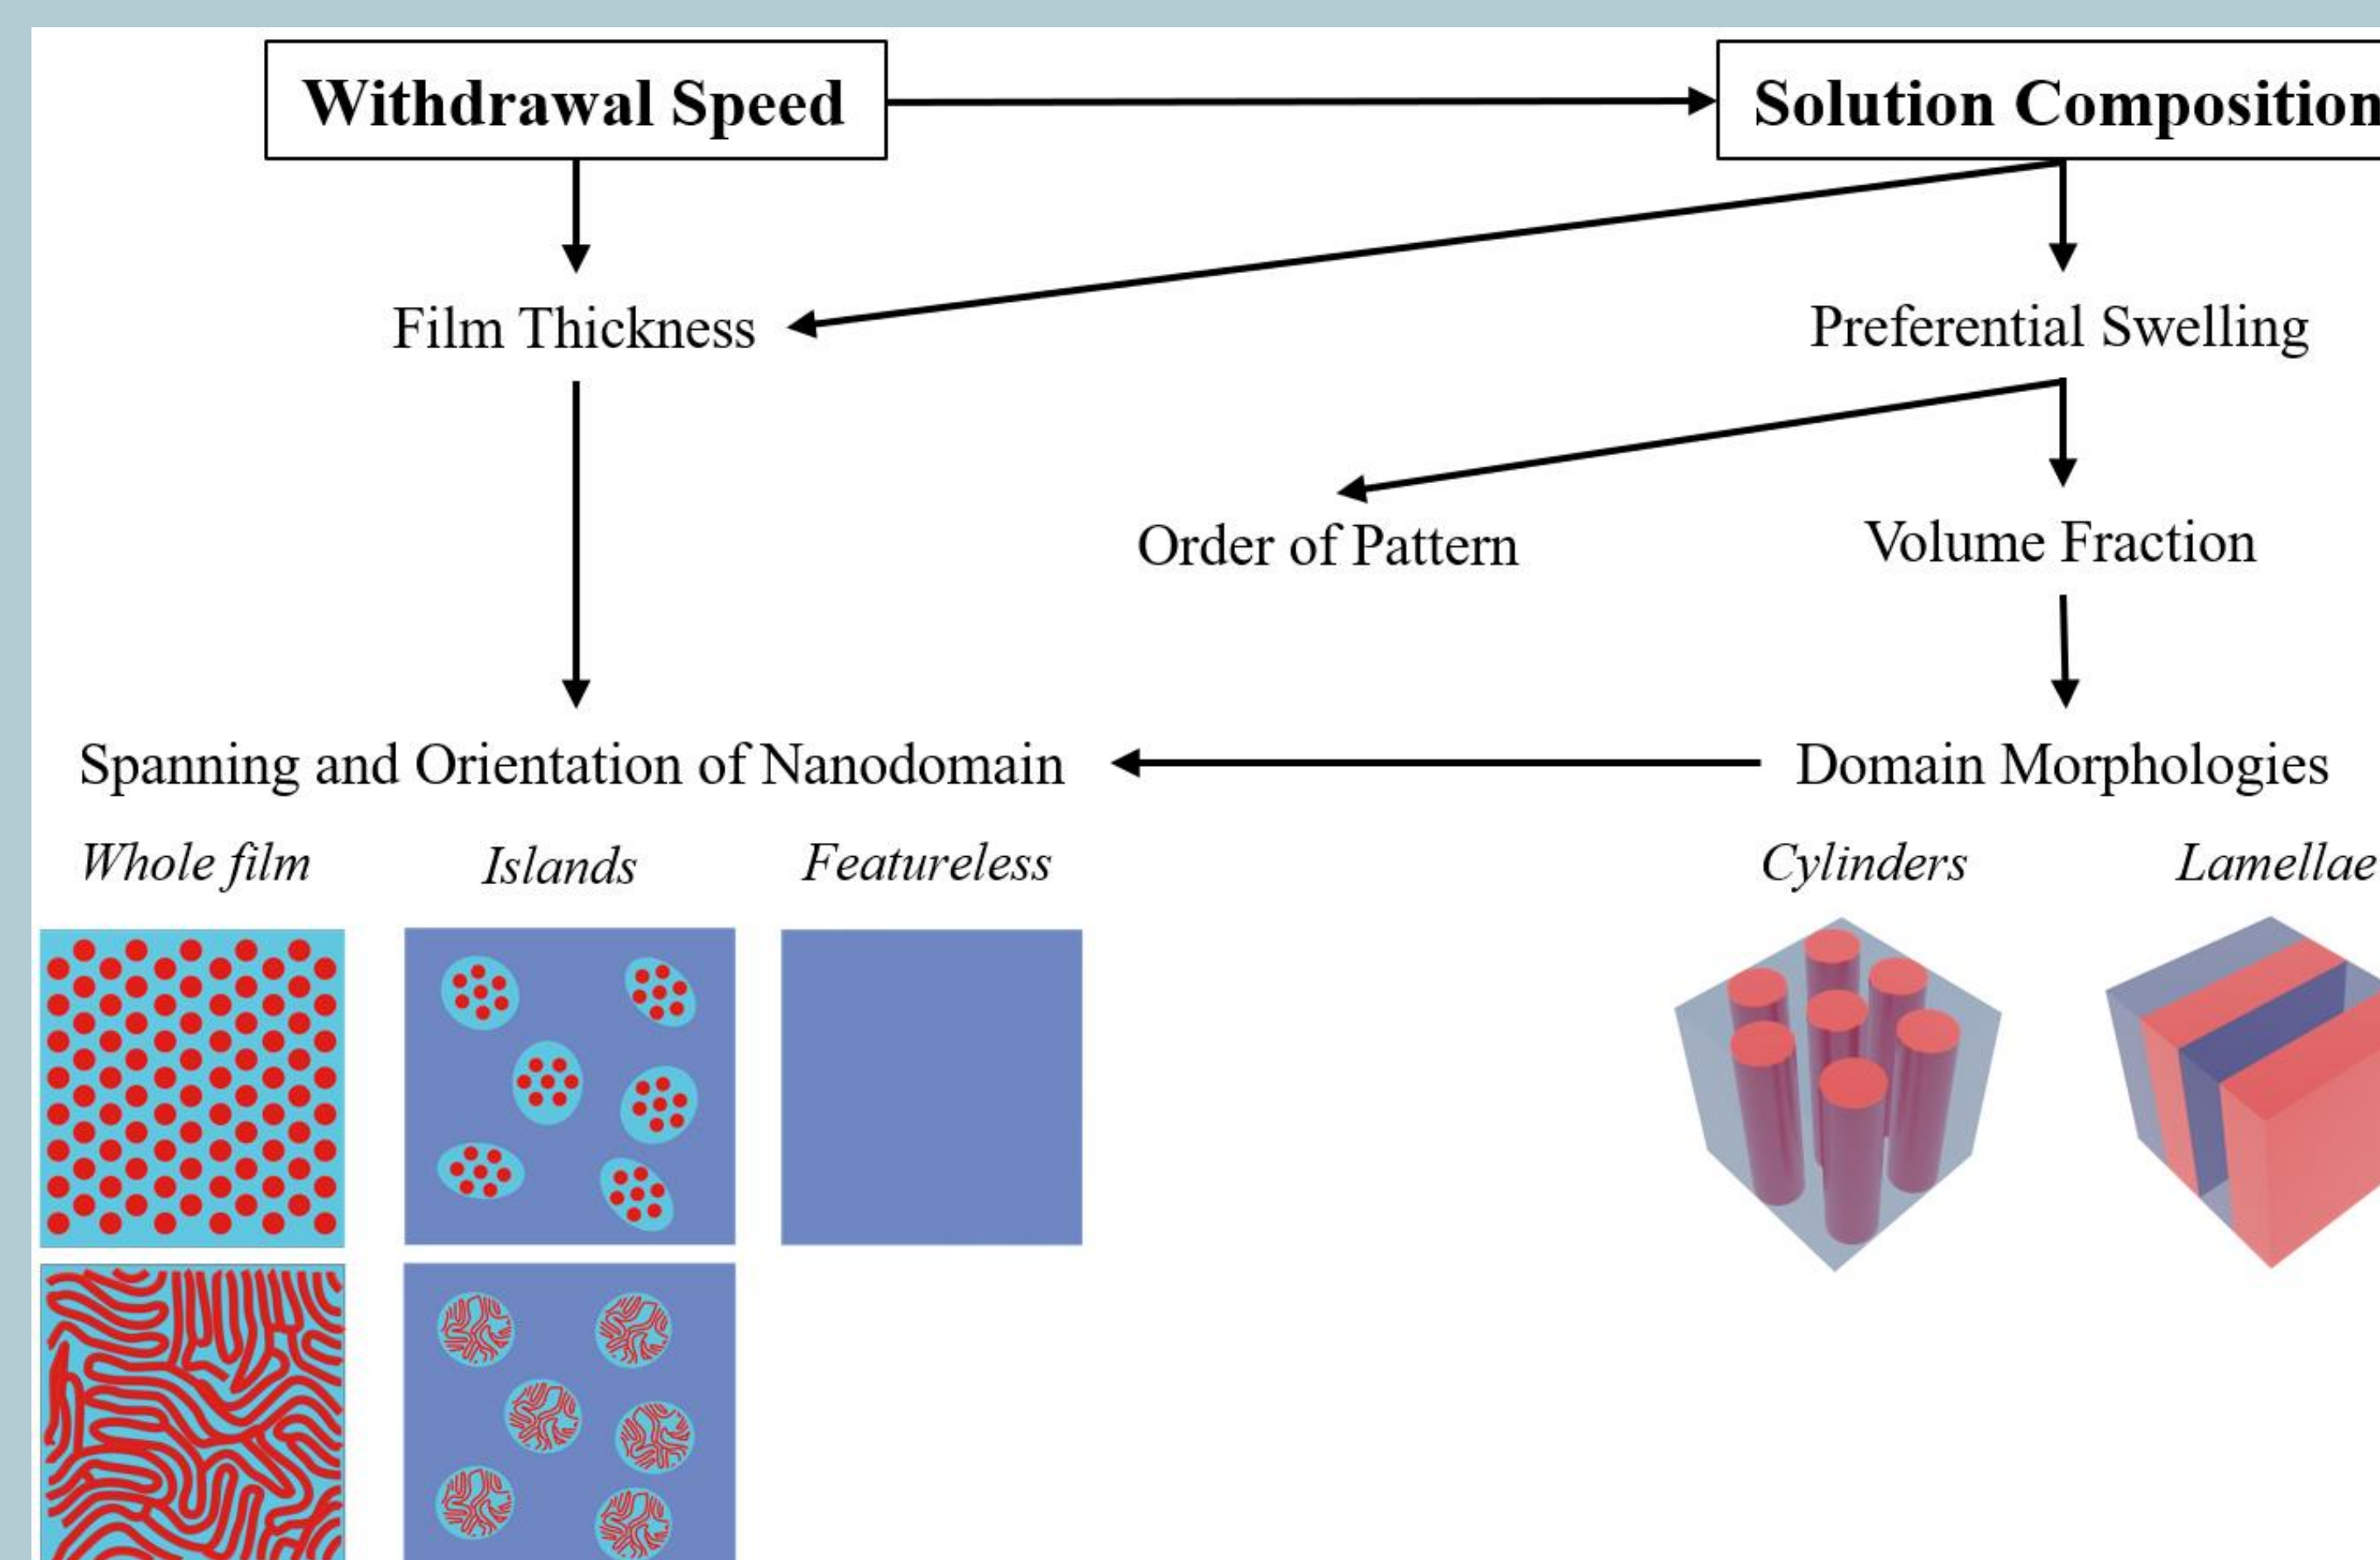 Withdrawal Speed
Solution Composition
Film Thickness
Preferential Swelling
Order of Pattern
Volume Fraction
Spanning and Orientation of Nanodomain
Domain Morphologies
Whole film
Islands
Featureless
Cylinders
Lamellae